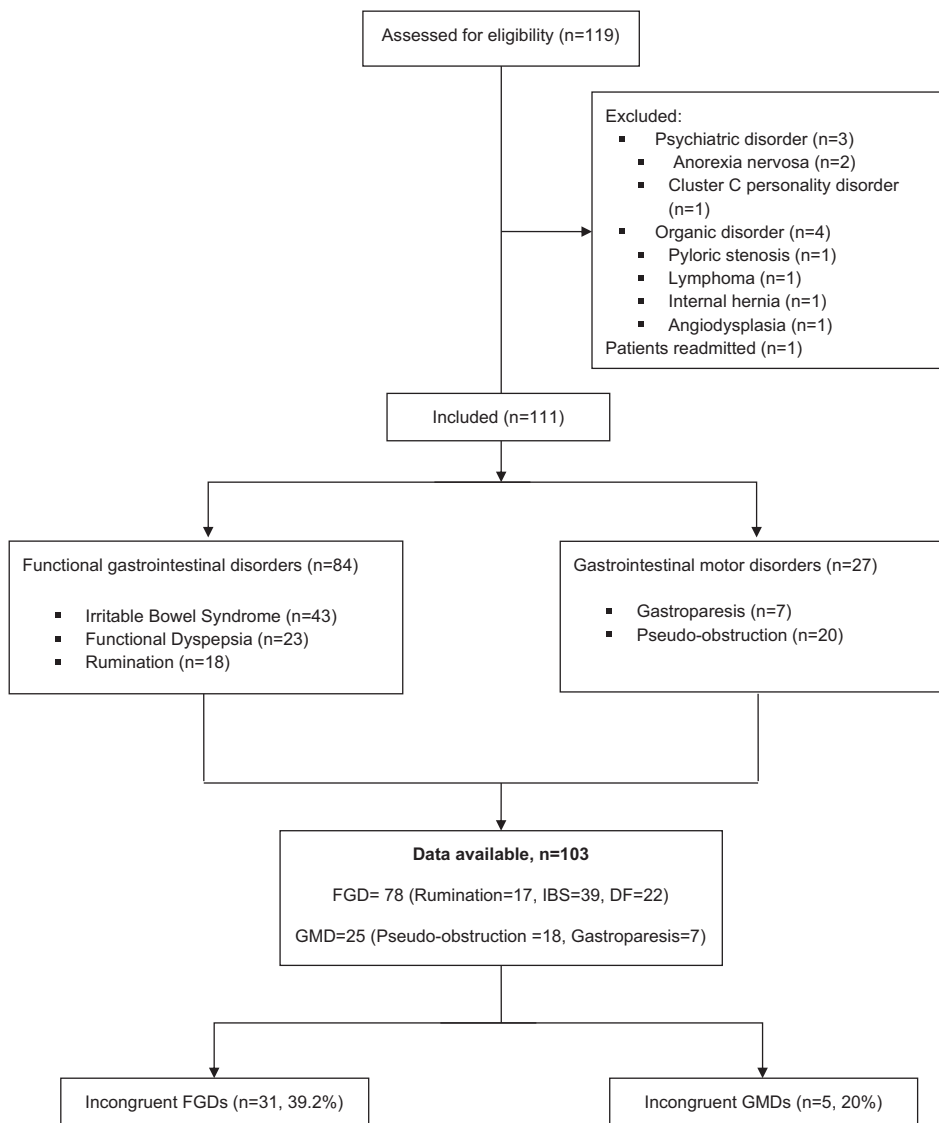 Assessed for eligibility (n=119)
Excluded:
▪ Psychiatric disorder (n=3)
▪ Anorexia nervosa (n=2)
▪ Cluster C personality disorder
(n=1)
▪ Organic disorder (n=4)
▪ Pyloric stenosis (n=1)
▪ Lymphoma (n=1)
▪ Internal hernia (n=1)
▪ Angiodysplasia (n=1)
Patients readmitted (n=1)
Included (n=111)
Functional gastrointestinal disorders (n=84)
▪ Irritable Bowel Syndrome (n=43)
▪ Functional Dyspepsia (n=23)
▪ Rumination (n=18)
Gastrointestinal motor disorders (n=27)
▪ Gastroparesis (n=7)
▪ Pseudo-obstruction (n=20)
Data available, n=103
FGD= 78 (Rumination=17, IBS=39, DF=22)
GMD=25 (Pseudo-obstruction =18, Gastroparesis=7)
Incongruent FGDs (n=31, 39.2%)
Incongruent GMDs (n=5, 20%)